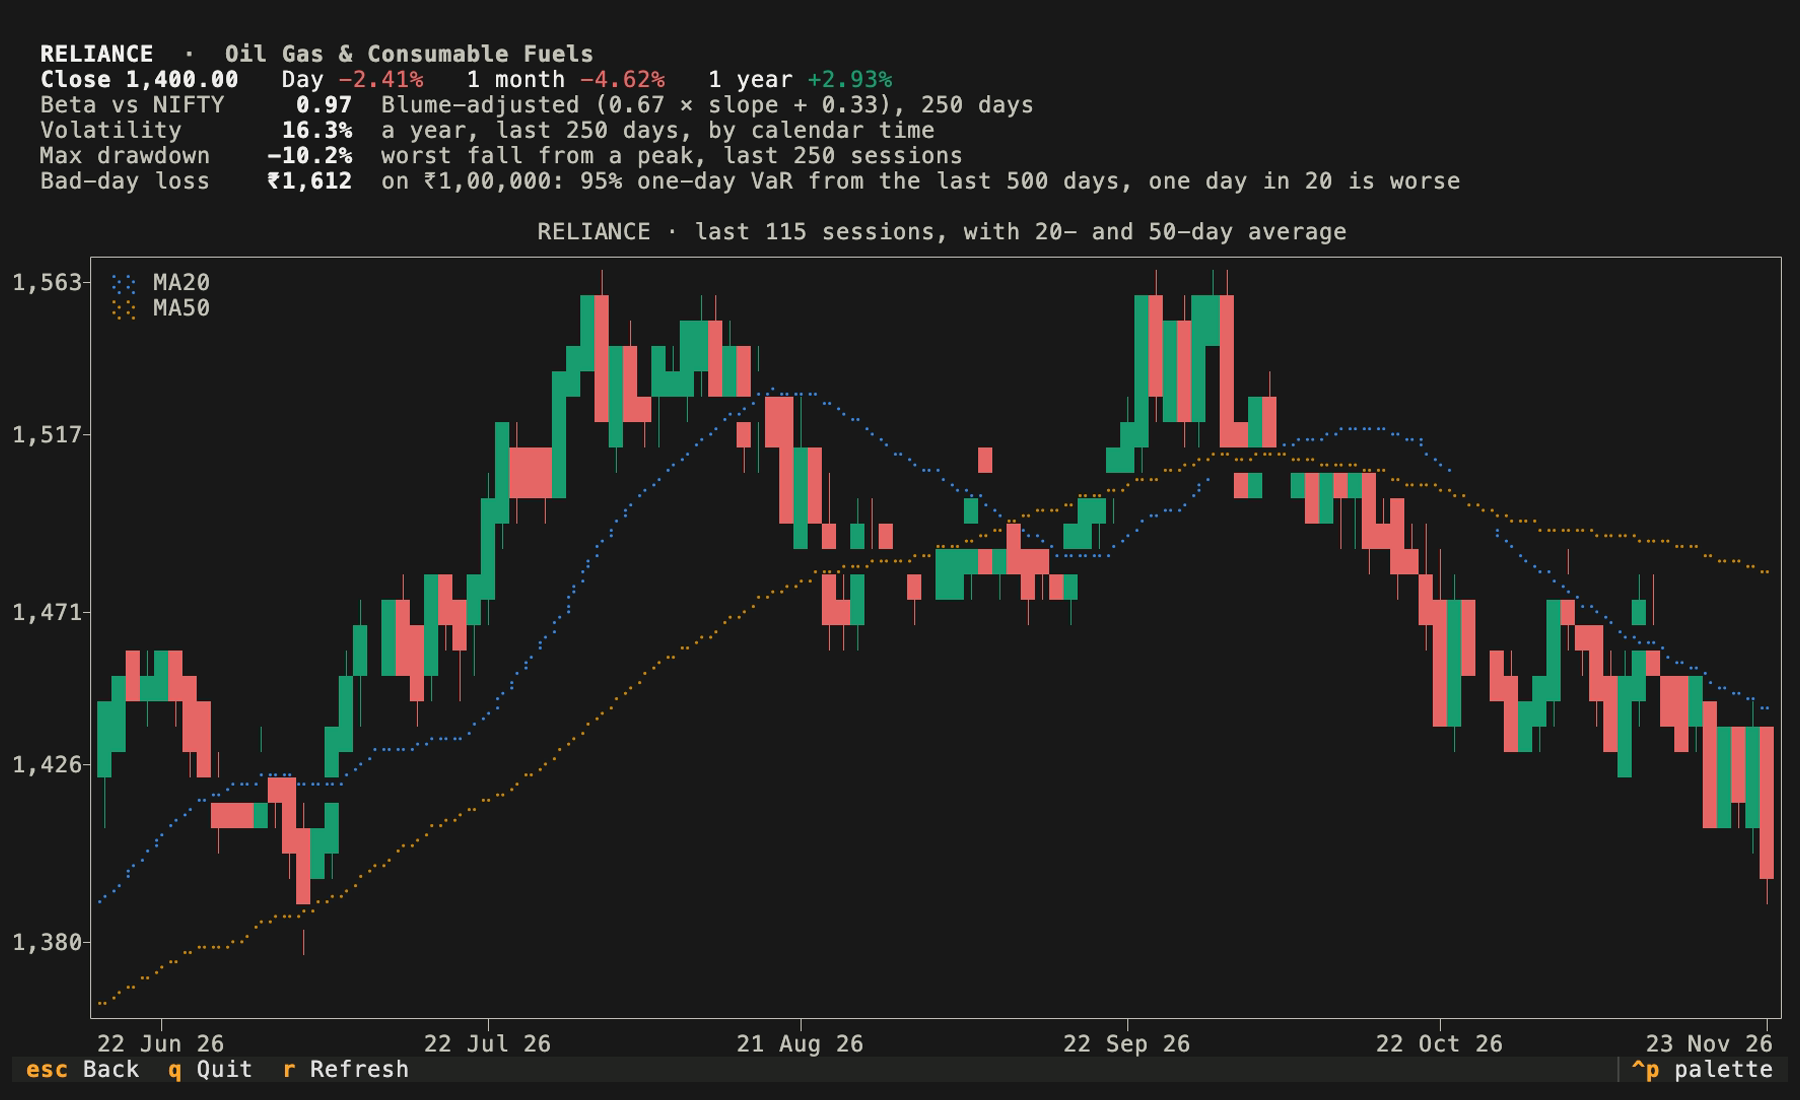 RELIANCE · Oil Gas & Consumable Fuels
Close 1,400.00 Day −2.41% 1 month −4.62% 1 year +2.93%
Beta vs NIFTY 0.97 Blume-adjusted (0.67 × slope + 0.33), 250 days
Volatility 16.3% a year, last 250 days, by calendar time
Max drawdown −10.2% worst fall from a peak, last 250 sessions
Bad-day loss ₹1,612 on ₹1,00,000: 95% one-day VaR from the last 500 days, one day in 20 is worse
RELIANCE · last 115 sessions, with 20- and 50-day average
MA20
MA50
1,563
1,517
1,471
1,426
1,380
22 Jun 26 22 Jul 26 21 Aug 26 22 Sep 26 22 Oct 26 23 Nov 26
esc Back q Quit r Refresh ^p palette